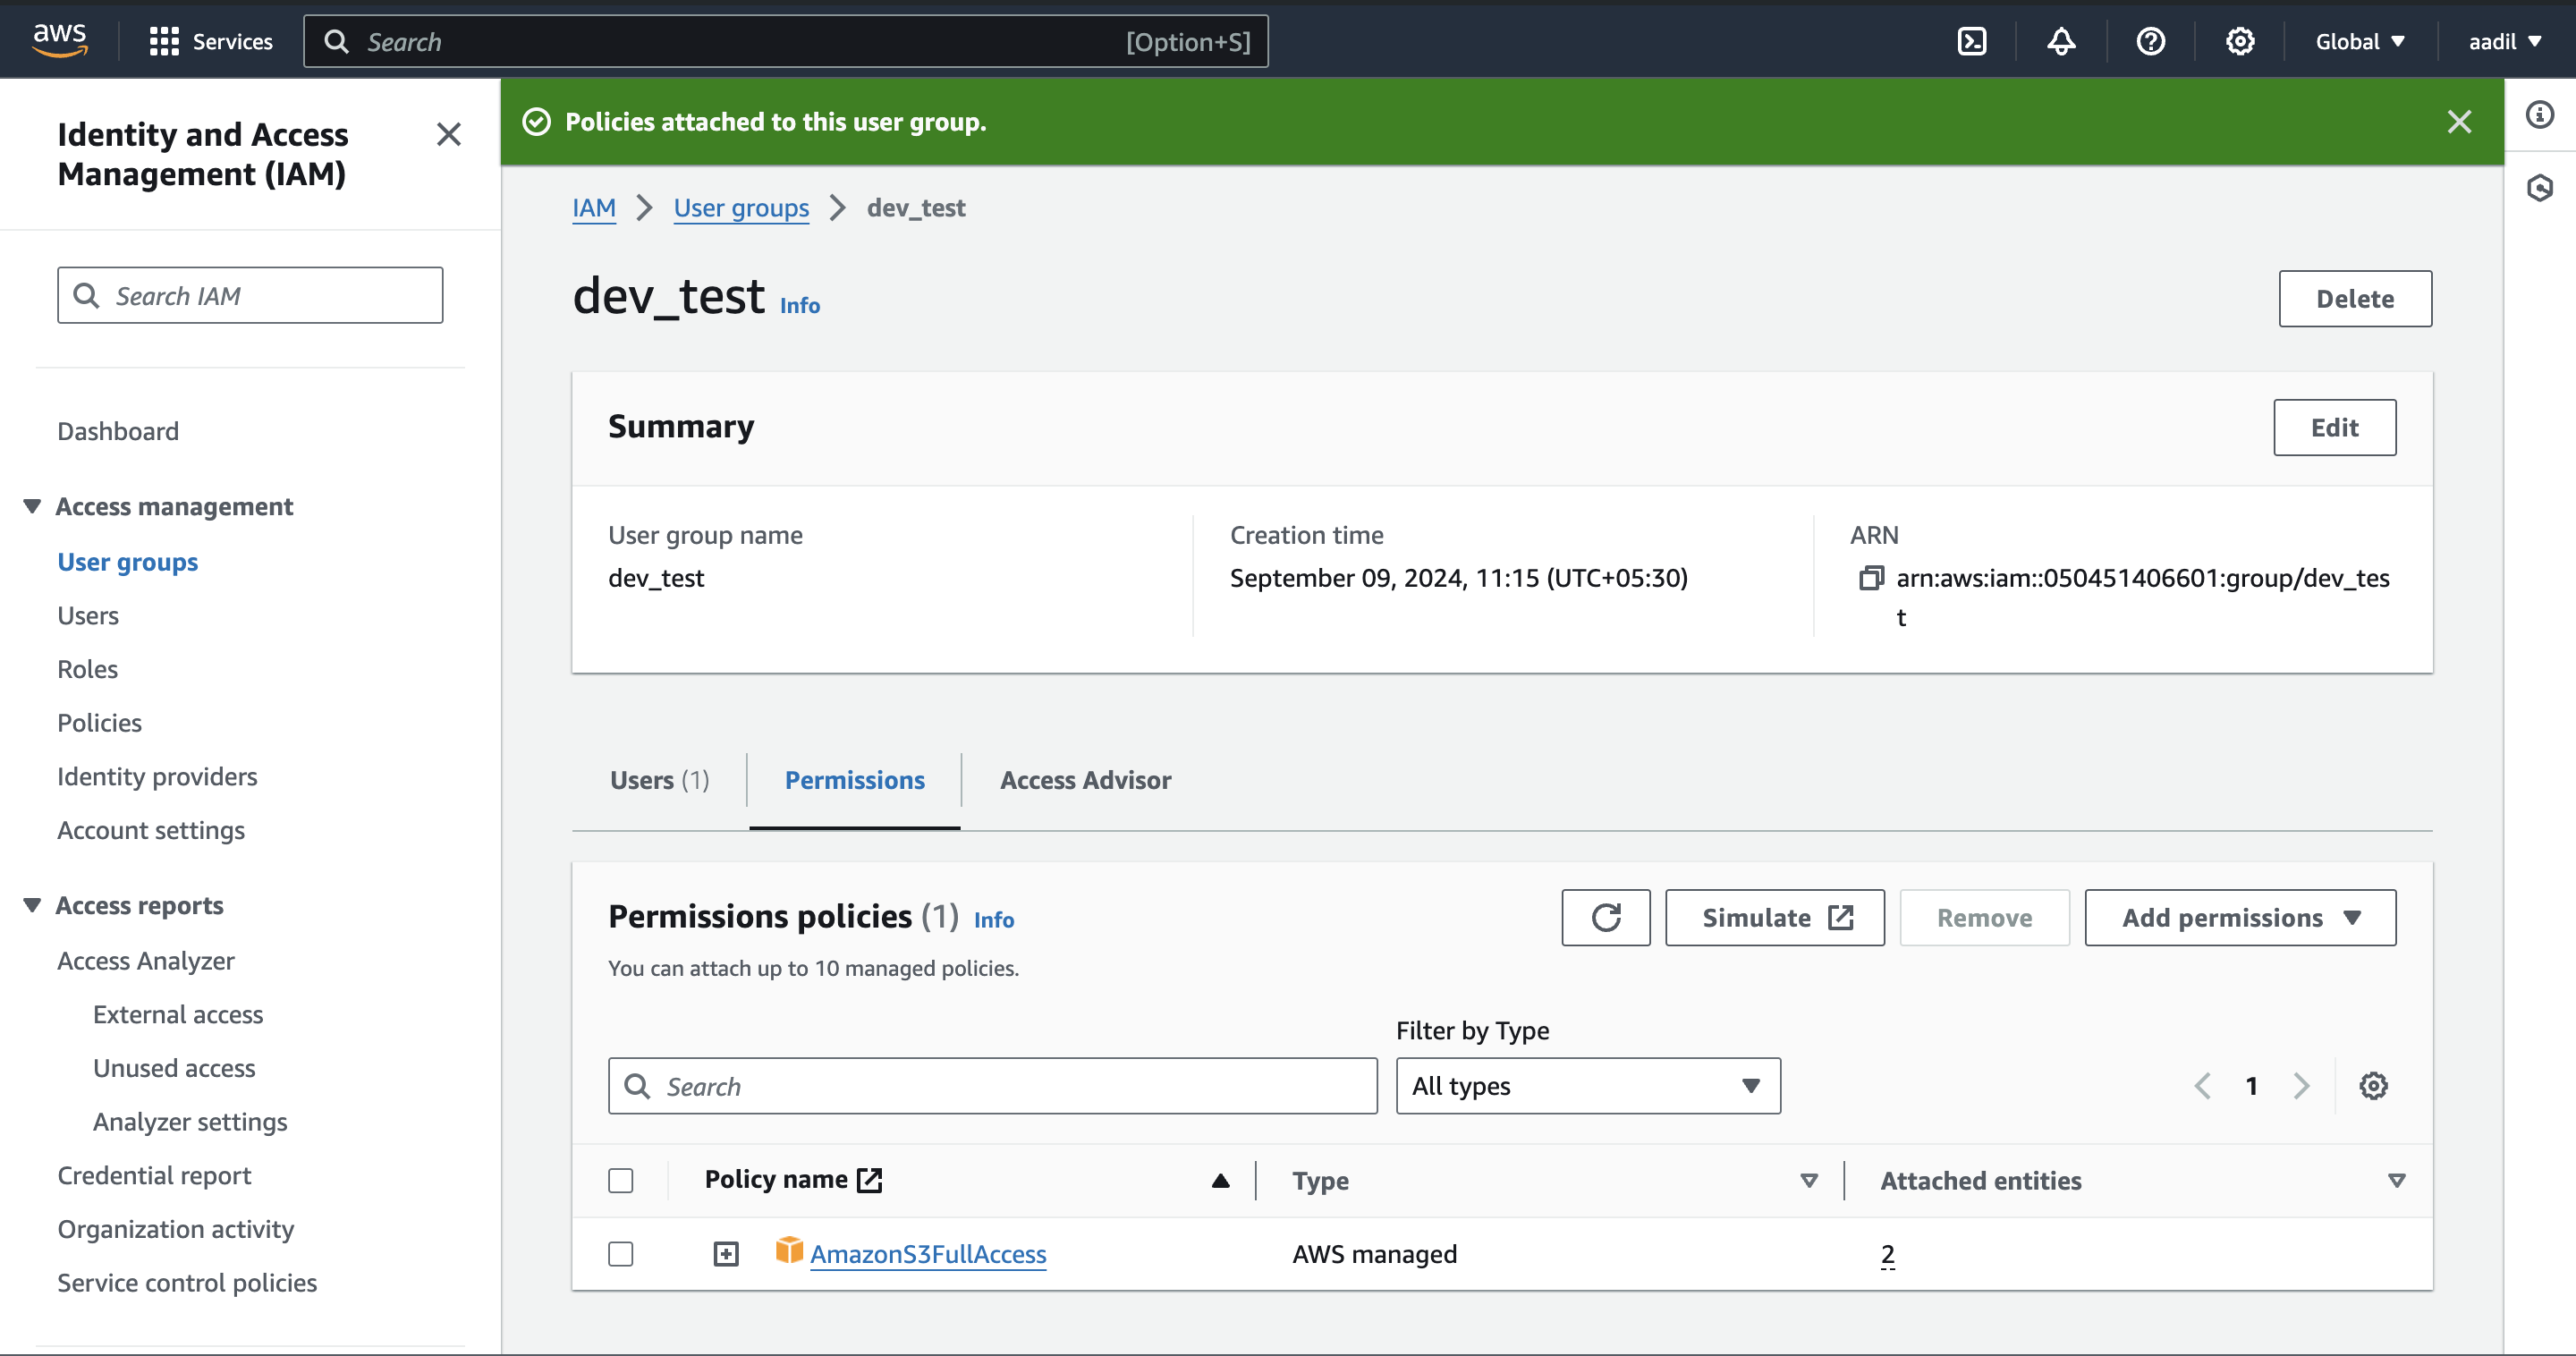 aws
Services
Search
[Option+S]
Global
aadil
Identity and Access
Management (IAM)
Search IAM
Dashboard
Access management
User groups
Users
Roles
Policies
Identity providers
Account settings
Access reports
Access Analyzer
External access
Unused access
Analyzer settings
Credential report
Organization activity
Service control policies
Policies attached to this user group.
IAM > User groups > dev_test
dev_test Info
Delete
Summary
Edit
User group name
dev_test
Creation time
September 09, 2024, 11:15 (UTC+05:30)
ARN
arn:aws:iam::050451406601:group/dev_tes
t
Users (1)
Permissions
Access Advisor
Permissions policies (1) Info
You can attach up to 10 managed policies.
Simulate
Remove
Add permissions
Filter by Type
Search
All types
1
Policy name
Type
Attached entities
AmazonS3FullAccess
AWS managed
2